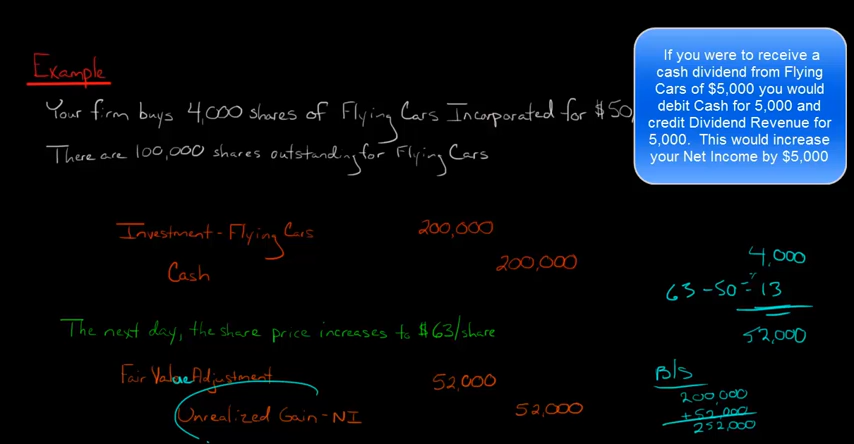 Example
Your firm buys 4,000 shares of Flying Cars Incorporated for $50
There are 100,000 shares outstanding for Flying Cars
If you were to receive a
cash dividend from Flying
Cars of $5,000 you would
debit Cash for 5,000 and
credit Dividend Revenue for
5,000.  This would increase
your Net Income by $5,000
Investment - Flying Cars 200,000
Cash 200,000
4,000
63 - 50 = 13
52,000
The next day, the share price increases to $63/share
Fair Value Adjustment 52,000
Unrealized Gain - NI 52,000
B/S
200,000
+52,000
252,000